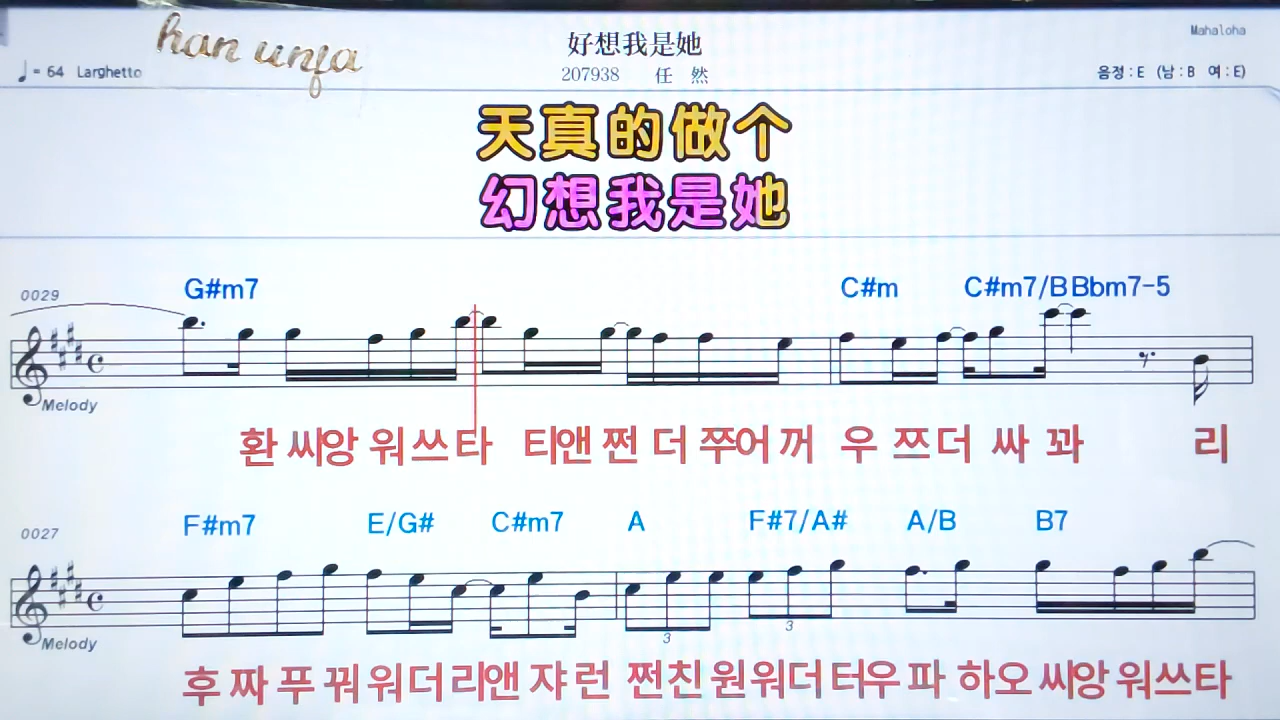 han unfa
好想我是她
Mahaloha
♩= 64 Larghetto
207938 任 然
음정 : E (남 : B 여 : E)
天真的做个
幻想我是她
0029
G#m7 C#m C#m7/B Bbm7-5
Melody
환 씨앙 워 쓰 타 티앤 쩐 더 쭈어 꺼 우 쯔 더 싸 꽈 리
0027
F#m7 E/G# C#m7 A F#7/A# A/B B7
3 3
Melody
후 짜 푸 꿔 워 더 리앤 쟈 런 쩐 친 원 워 더 터우 파 하오 씨앙 워 쓰 타